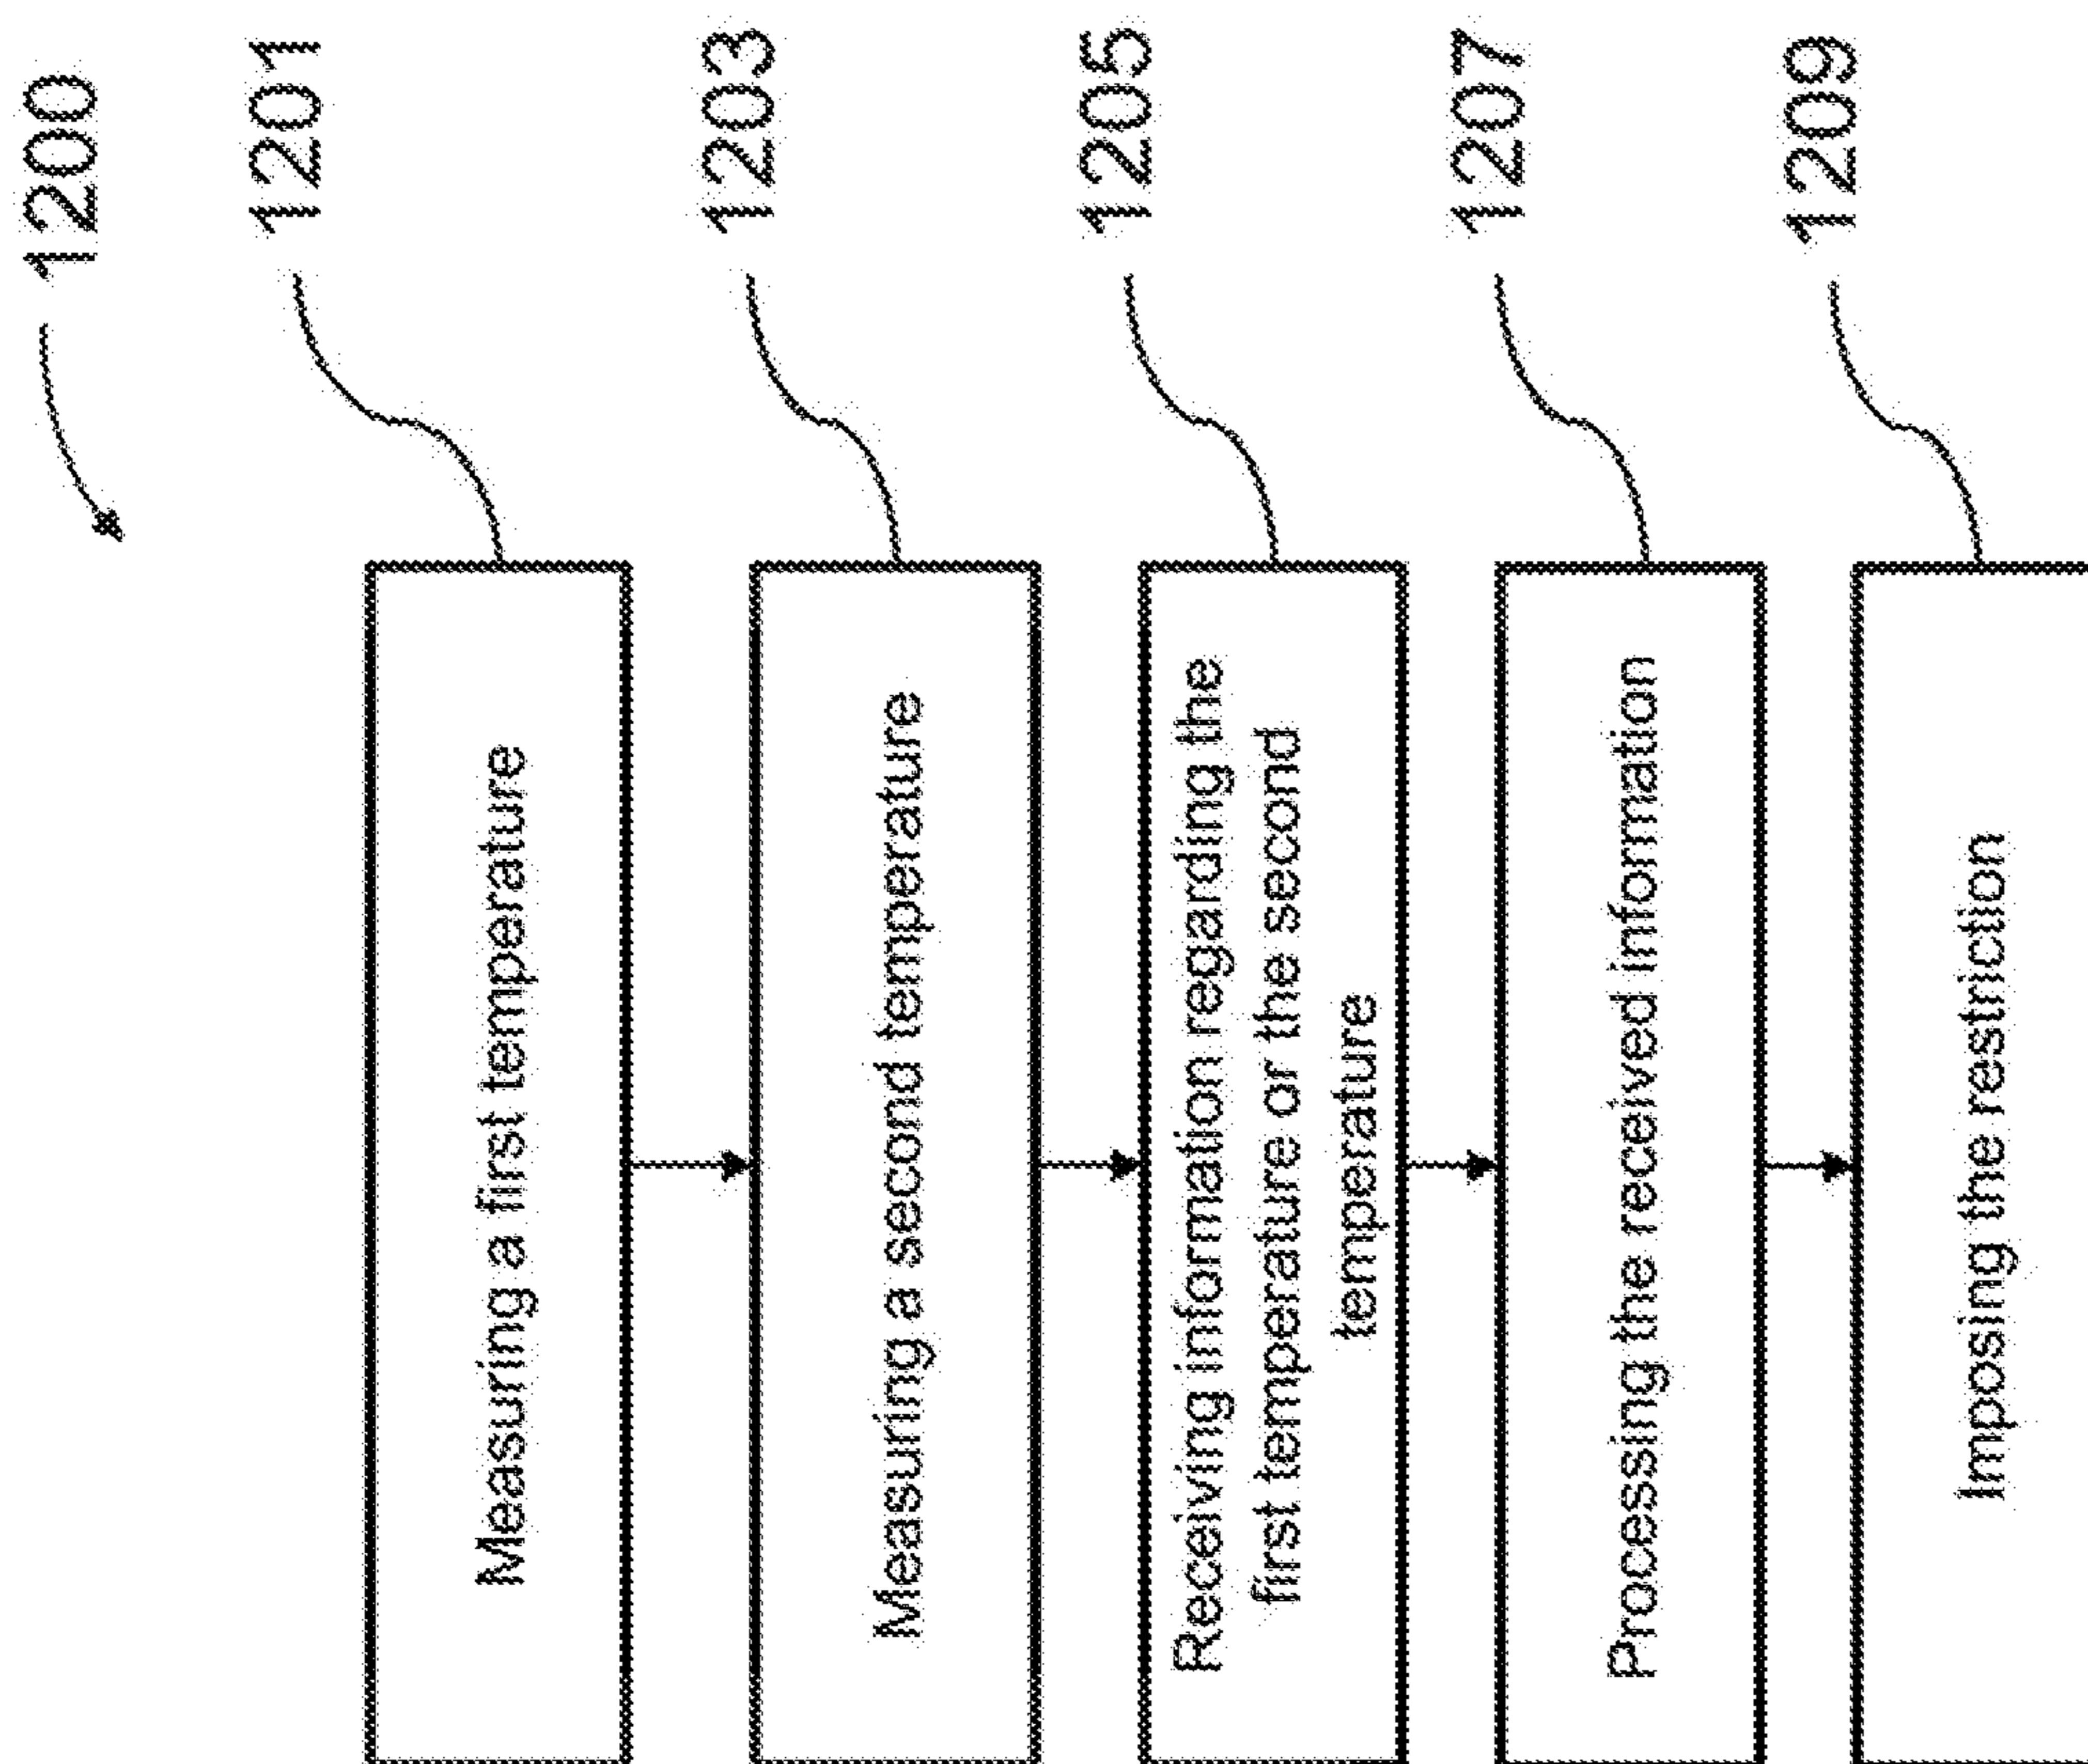 1200
1201
Measuring a first temperature
1203
Measuring a second temperature
1205
Receiving information regarding the
first temperature or the second
temperature
1207
Processing the received information
1209
Imposing the restriction